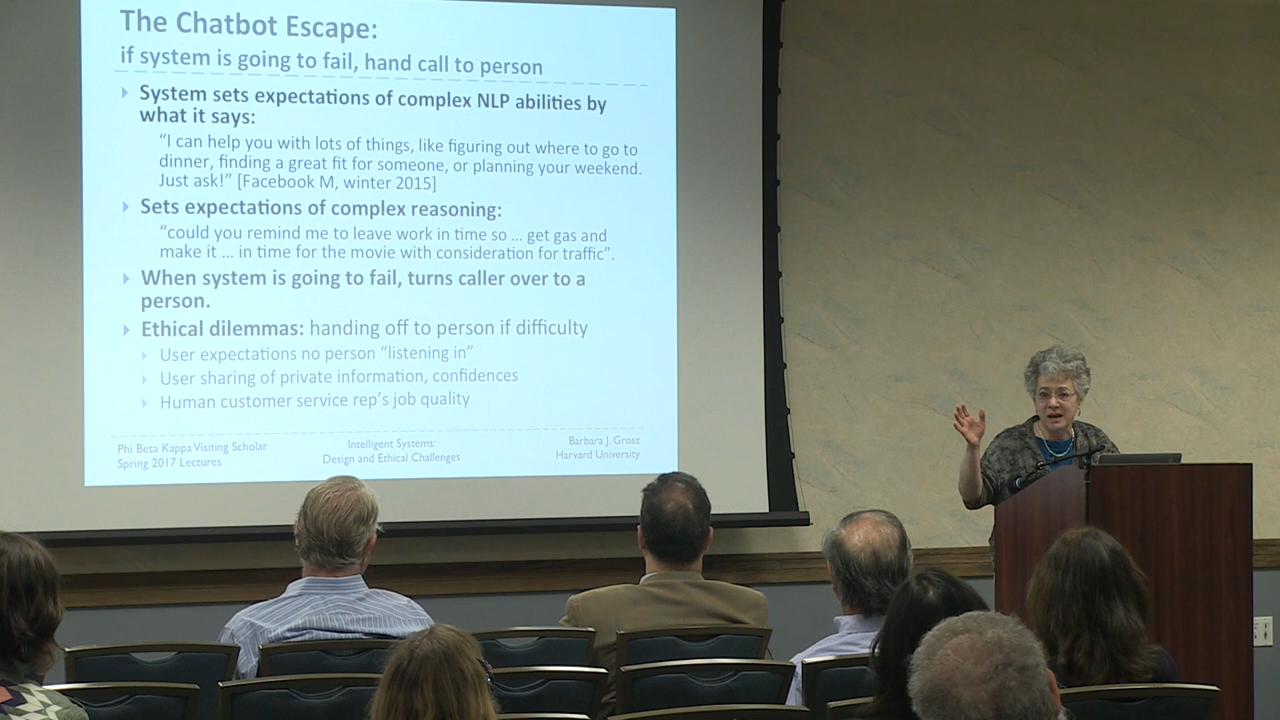 The Chatbot Escape:
if system is going to fail, hand call to person
System sets expectations of complex NLP abilities by
what it says:
“I can help you with lots of things, like figuring out where to go to
dinner, finding a great fit for someone, or planning your weekend.
Just ask!” [Facebook M, winter 2015]
Sets expectations of complex reasoning:
“could you remind me to leave work in time so ... get gas and
make it ... in time for the movie with consideration for traffic”.
When system is going to fail, turns caller over to a
person.
Ethical dilemmas: handing off to person if difficulty
User expectations no person “listening in”
User sharing of private information, confidences
Human customer service rep’s job quality
Phi Beta Kappa Visiting Scholar
Spring 2017 Lectures
Intelligent Systems:
Design and Ethical Challenges
Barbara J. Grosz
Harvard University